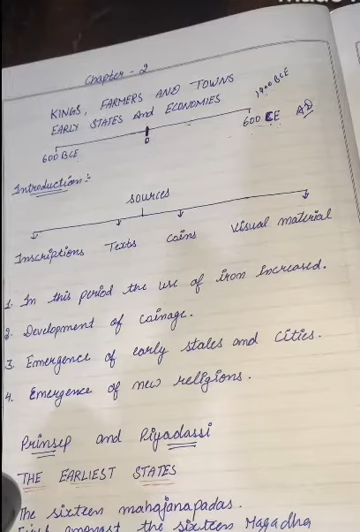 Chapter - 2
KINGS, FARMERS AND TOWNS
EARLY STATES And ECONOMIES
1900 BCE
600 BCE
0
600 CE AD
Introduction :-
sources
Inscriptions Texts Coins Visual material
1. In this period the use of iron increased.
2. Development of coinage.
3. Emergence of early states and cities.
4. Emergence of new religions.
Prinsep and Piyadassi
THE EARLIEST STATES
The sixteen mahajanapadas.
amongst the sixteen Magadha